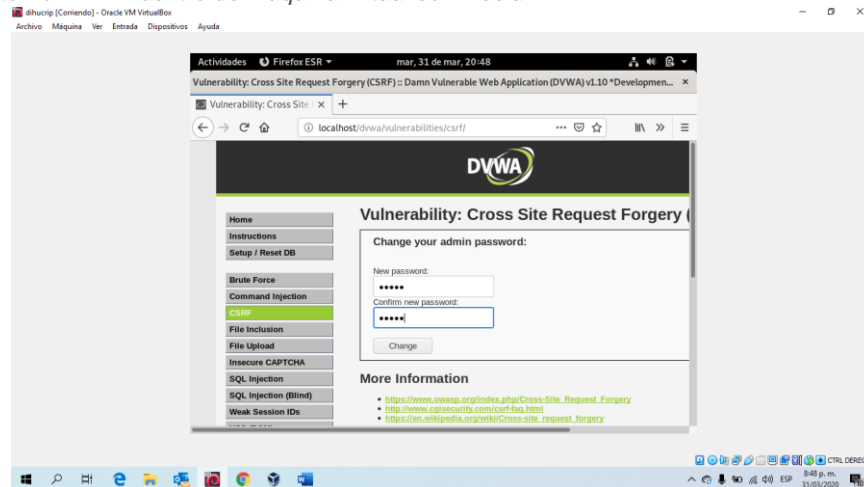 dihucrip [Corriendo] - Oracle VM VirtualBox
Archivo Máquina Ver Entrada Dispositivos Ayuda
Actividades Firefox ESR mar, 31 de mar, 20:48
Vulnerability: Cross Site Request Forgery (CSRF) :: Damn Vulnerable Web Application (DVWA) v1.10 *Developmen...
Vulnerability: Cross Site
localhost/dvwa/vulnerabilities/csrf/
DVWA
Home
Instructions
Setup / Reset DB
Brute Force
Command Injection
CSRF
File Inclusion
File Upload
Insecure CAPTCHA
SQL Injection
SQL Injection (Blind)
Weak Session IDs
Vulnerability: Cross Site Request Forgery (
Change your admin password:
New password:
•••••
Confirm new password:
•••••
Change
More Information
https://www.owasp.org/index.php/Cross-Site_Request_Forgery
http://www.cgisecurity.com/csrf-faq.html
https://en.wikipedia.org/wiki/Cross-site_request_forgery
CTRL DEREC
ESP
8:48 p. m.
31/03/2020